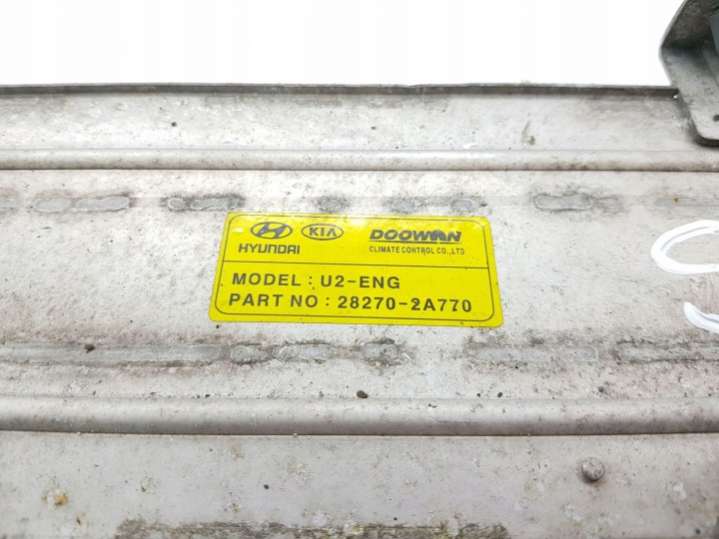 HYUNDAI KIA DOOWON
CLIMATE CONTROL CO., LTD
MODEL : U2-ENG
PART NO : 28270-2A770